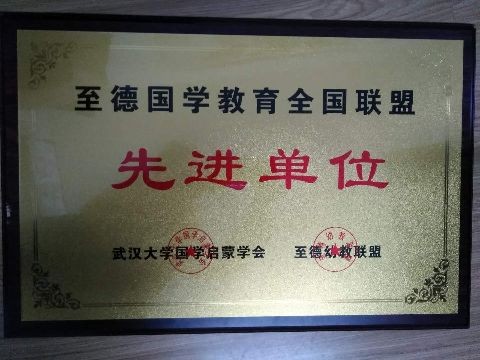 至德国学教育全国联盟
先进单位
武汉大学国学启蒙学会 至德幼教联盟